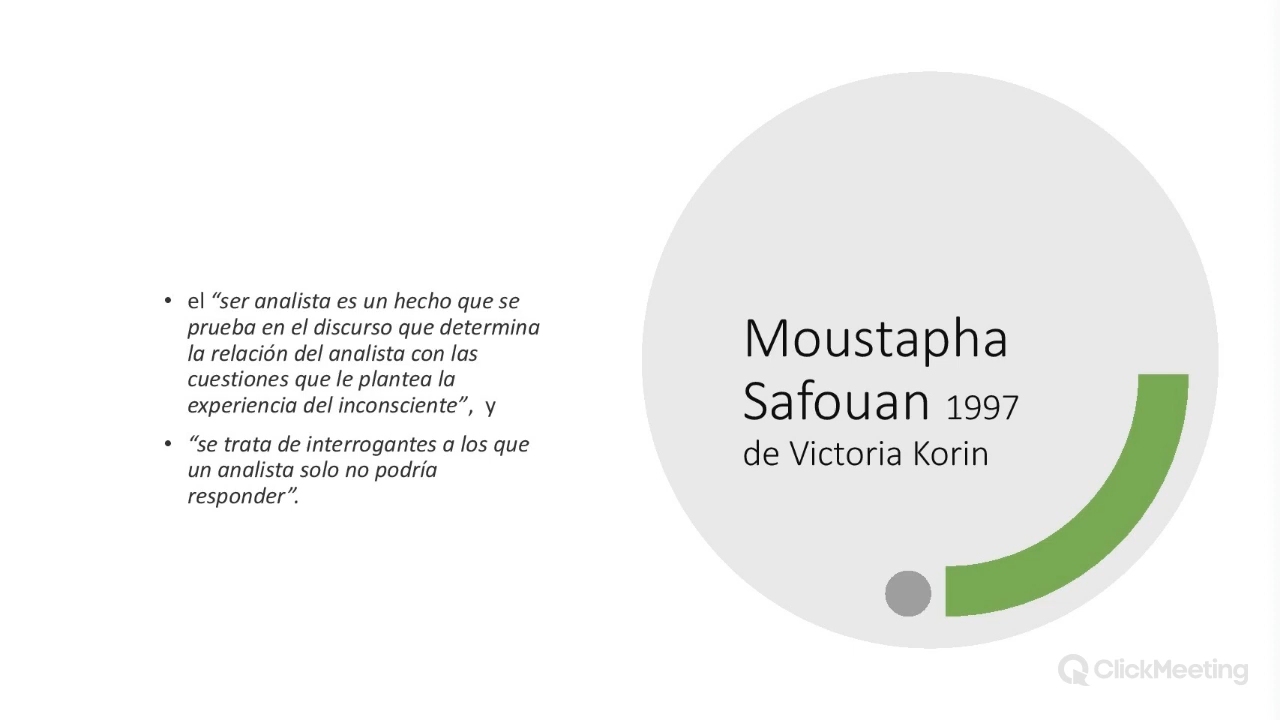 • el “ser analista es un hecho que se
prueba en el discurso que determina
la relación del analista con las
cuestiones que le plantea la
experiencia del inconsciente”,  y
• “se trata de interrogantes a los que
un analista solo no podría
responder”.
Moustapha
Safouan 1997
de Victoria Korin
ClickMeeting